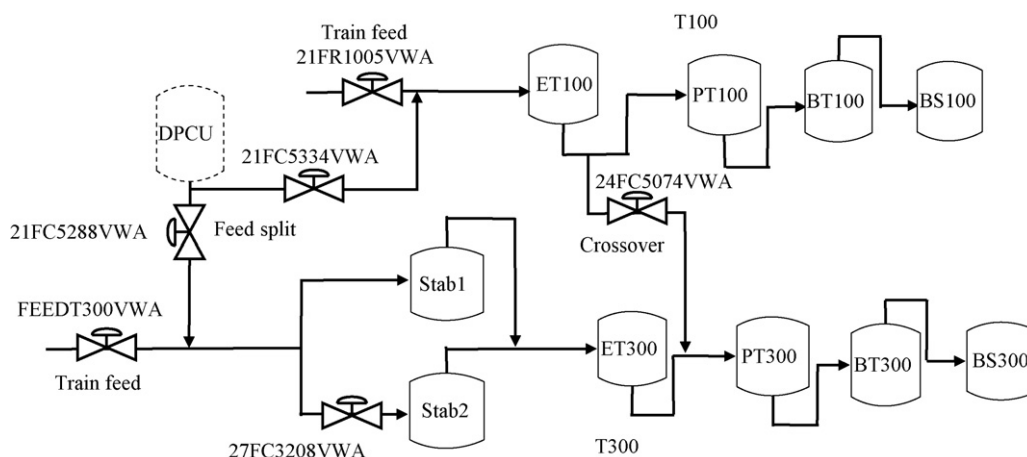 T100
Train feed
21FR1005VWA
ET100
PT100
BT100
BS100
DPCU
21FC5334VWA
24FC5074VWA
21FC5288VWA
Feed split
Crossover
Stab1
FEEDT300VWA
Train feed
ET300
PT300
BT300
BS300
Stab2
27FC3208VWA
T300